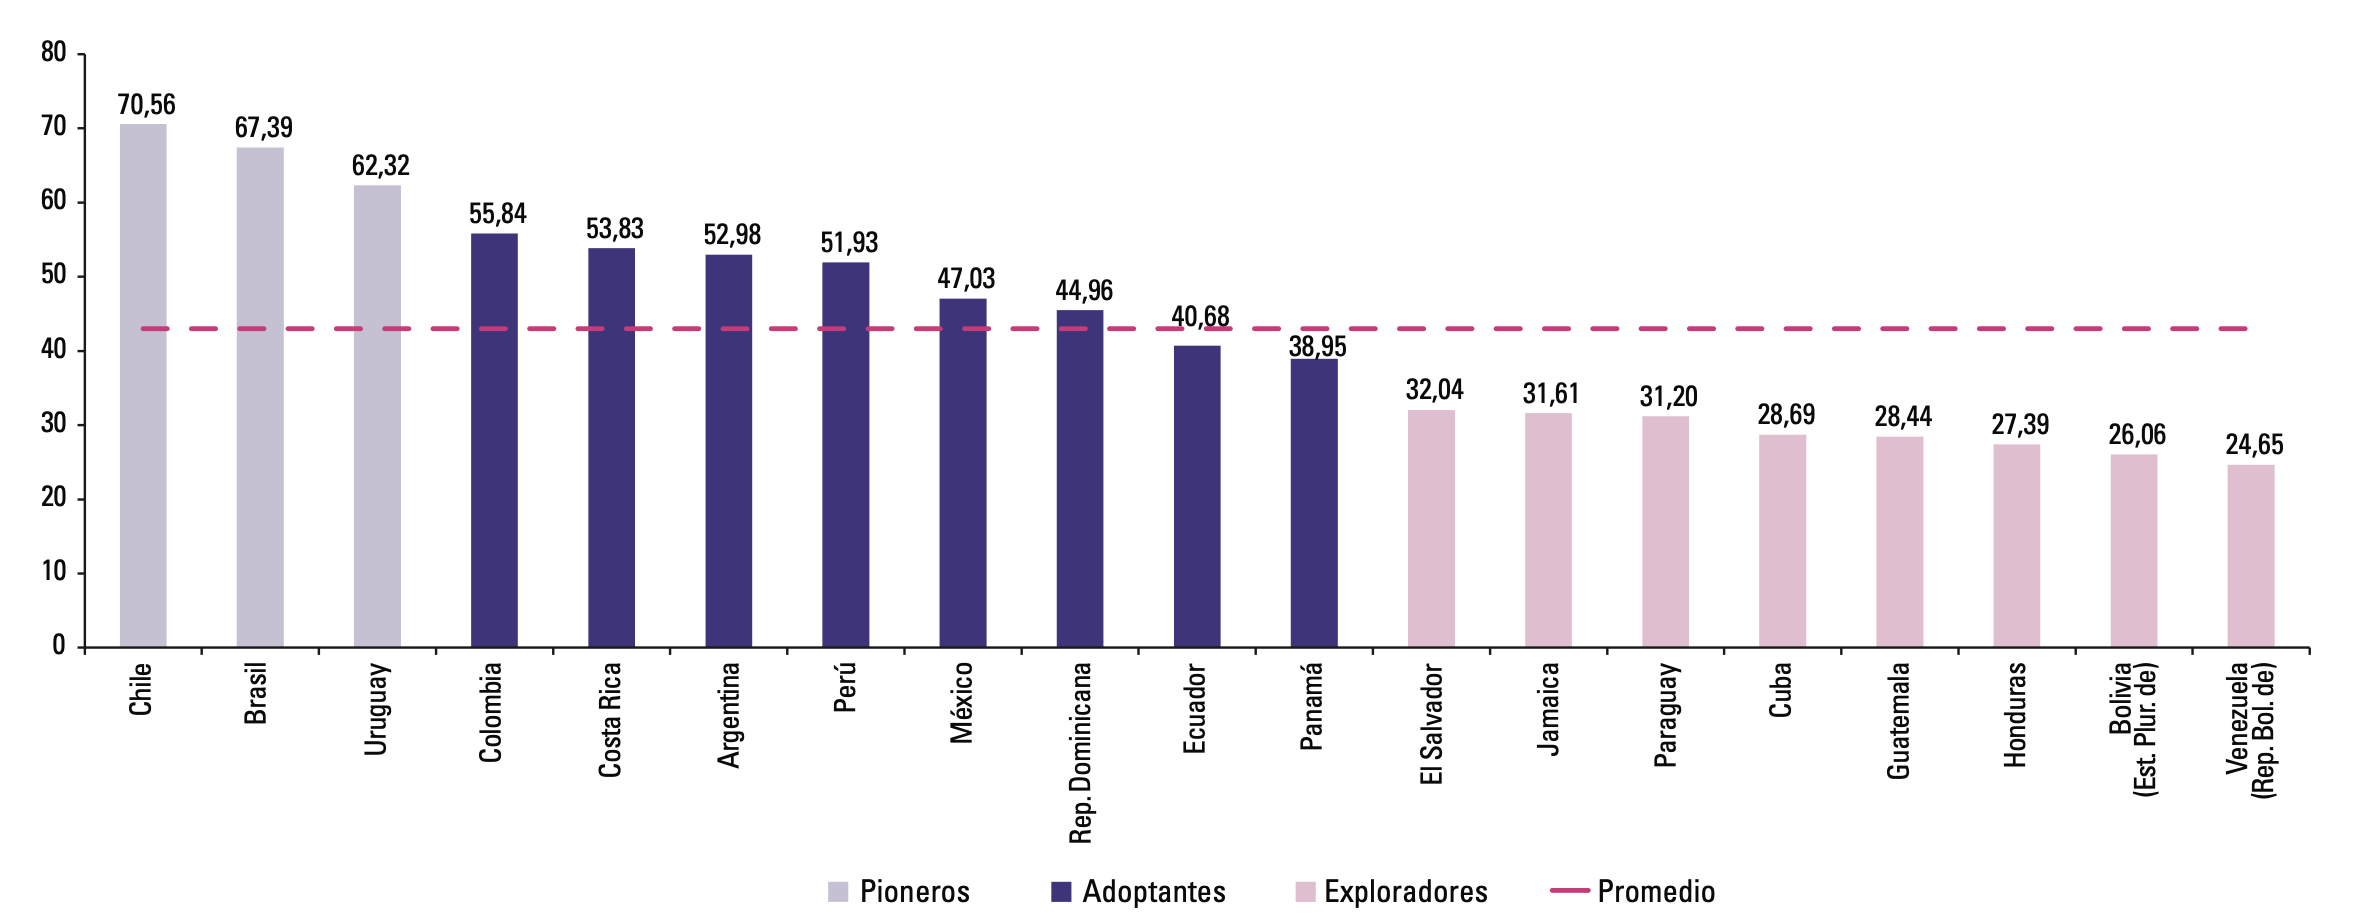 80
70
60
50
40
30
20
10
0
70,56
67,39
62,32
55,84
53,83
52,98
51,93
47,03
44,96
40,68
38,95
32,04
31,61
31,20
28,69
28,44
27,39
26,06
24,65
Chile
Brasil
Uruguay
Colombia
Costa Rica
Argentina
Perú
México
Rep. Dominicana
Ecuador
Panamá
El Salvador
Jamaica
Paraguay
Cuba
Guatemala
Honduras
Bolivia
(Est. Plur. de)
Venezuela
(Rep. Bol. de)
Pioneros
Adoptantes
Exploradores
Promedio